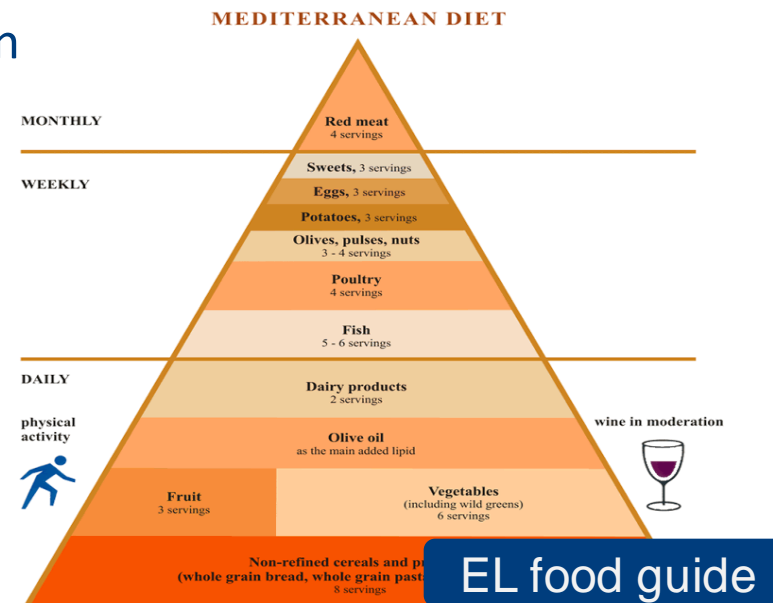 MEDITERRANEAN DIET
n
MONTHLY
Red meat
4 servings
WEEKLY
Sweets, 3 servings
Eggs, 3 servings
Potatoes, 3 servings
Olives, pulses, nuts
3 - 4 servings
Poultry
4 servings
Fish
5 - 6 servings
DAILY
Dairy products
2 servings
physical
activity
Olive oil
as the main added lipid
wine in moderation
Fruit
3 servings
Vegetables
(including wild greens)
6 servings
Non-refined cereals and
(whole grain bread, whole grain
8 servings
EL food guide